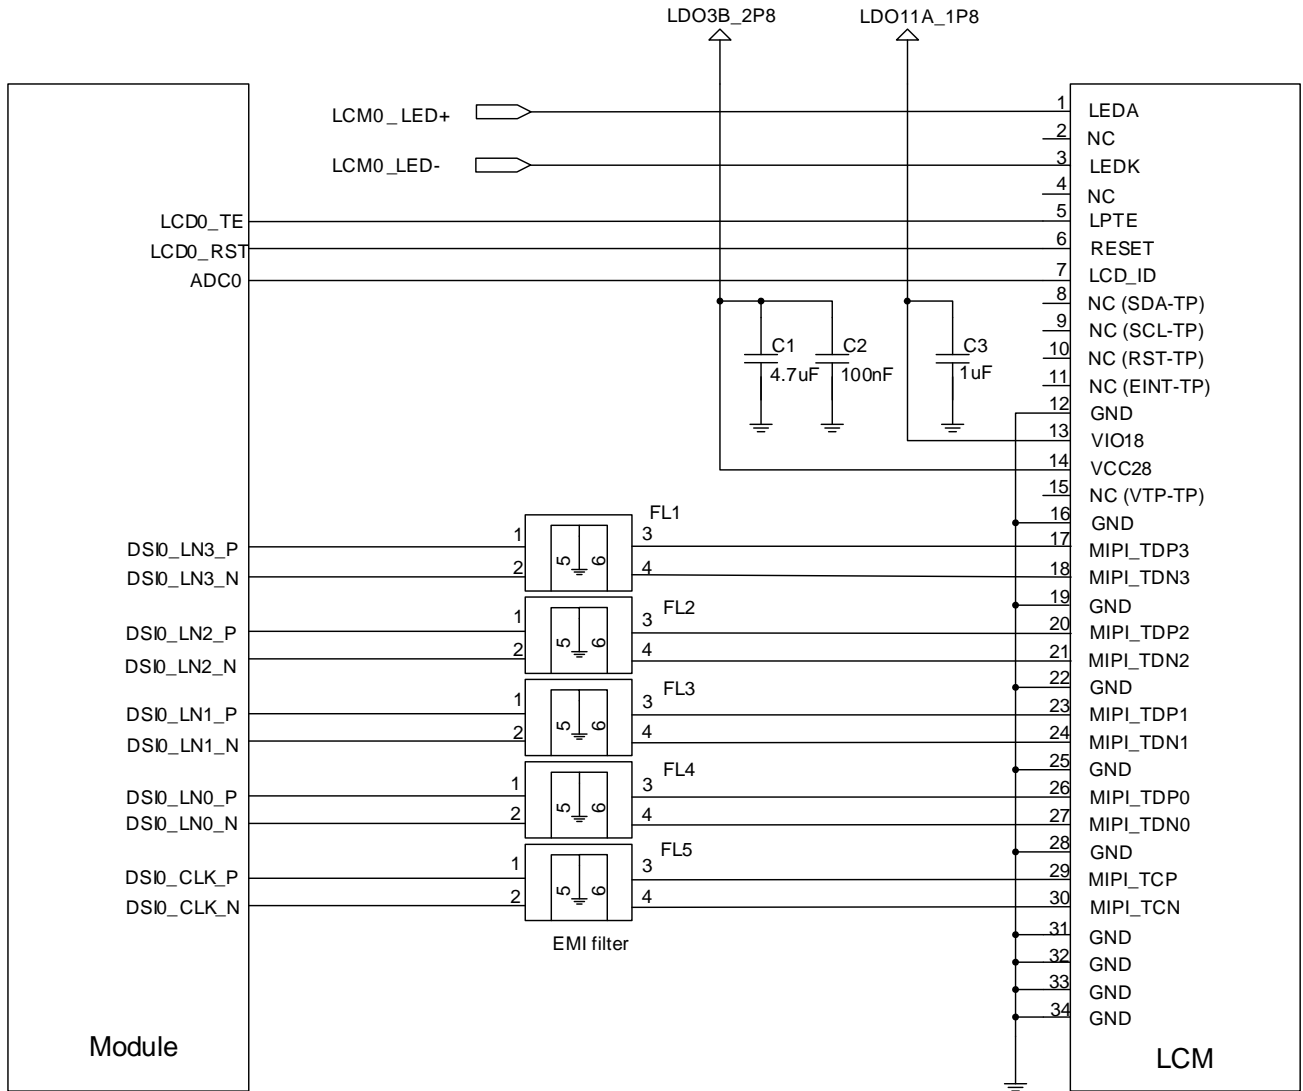 LDO3B_2P8 LDO11A_1P8
LCM0_LED+ 1 LEDA
2 NC
LCM0_LED- 3 LEDK
4 NC
LCD0_TE 5 LPTE
LCD0_RST 6 RESET
ADC0 7 LCD_ID
8 NC (SDA-TP)
9 NC (SCL-TP)
C1 C2 C3 10 NC (RST-TP)
4.7uF 100nF 1uF 11 NC (EINT-TP)
12 GND
13 VIO18
14 VCC28
15 NC (VTP-TP)
FL1 16 GND
DSI0_LN3_P 1 5 6 3 17 MIPI_TDP3
DSI0_LN3_N 2 4 18 MIPI_TDN3
FL2 19 GND
DSI0_LN2_P 1 5 6 3 20 MIPI_TDP2
DSI0_LN2_N 2 4 21 MIPI_TDN2
FL3 22 GND
DSI0_LN1_P 1 5 6 3 23 MIPI_TDP1
DSI0_LN1_N 2 4 24 MIPI_TDN1
FL4 25 GND
DSI0_LN0_P 1 5 6 3 26 MIPI_TDP0
DSI0_LN0_N 2 4 27 MIPI_TDN0
FL5 28 GND
DSI0_CLK_P 1 5 6 3 29 MIPI_TCP
DSI0_CLK_N 2 4 30 MIPI_TCN
EMI filter 31 GND
32 GND
33 GND
34 GND
Module LCM